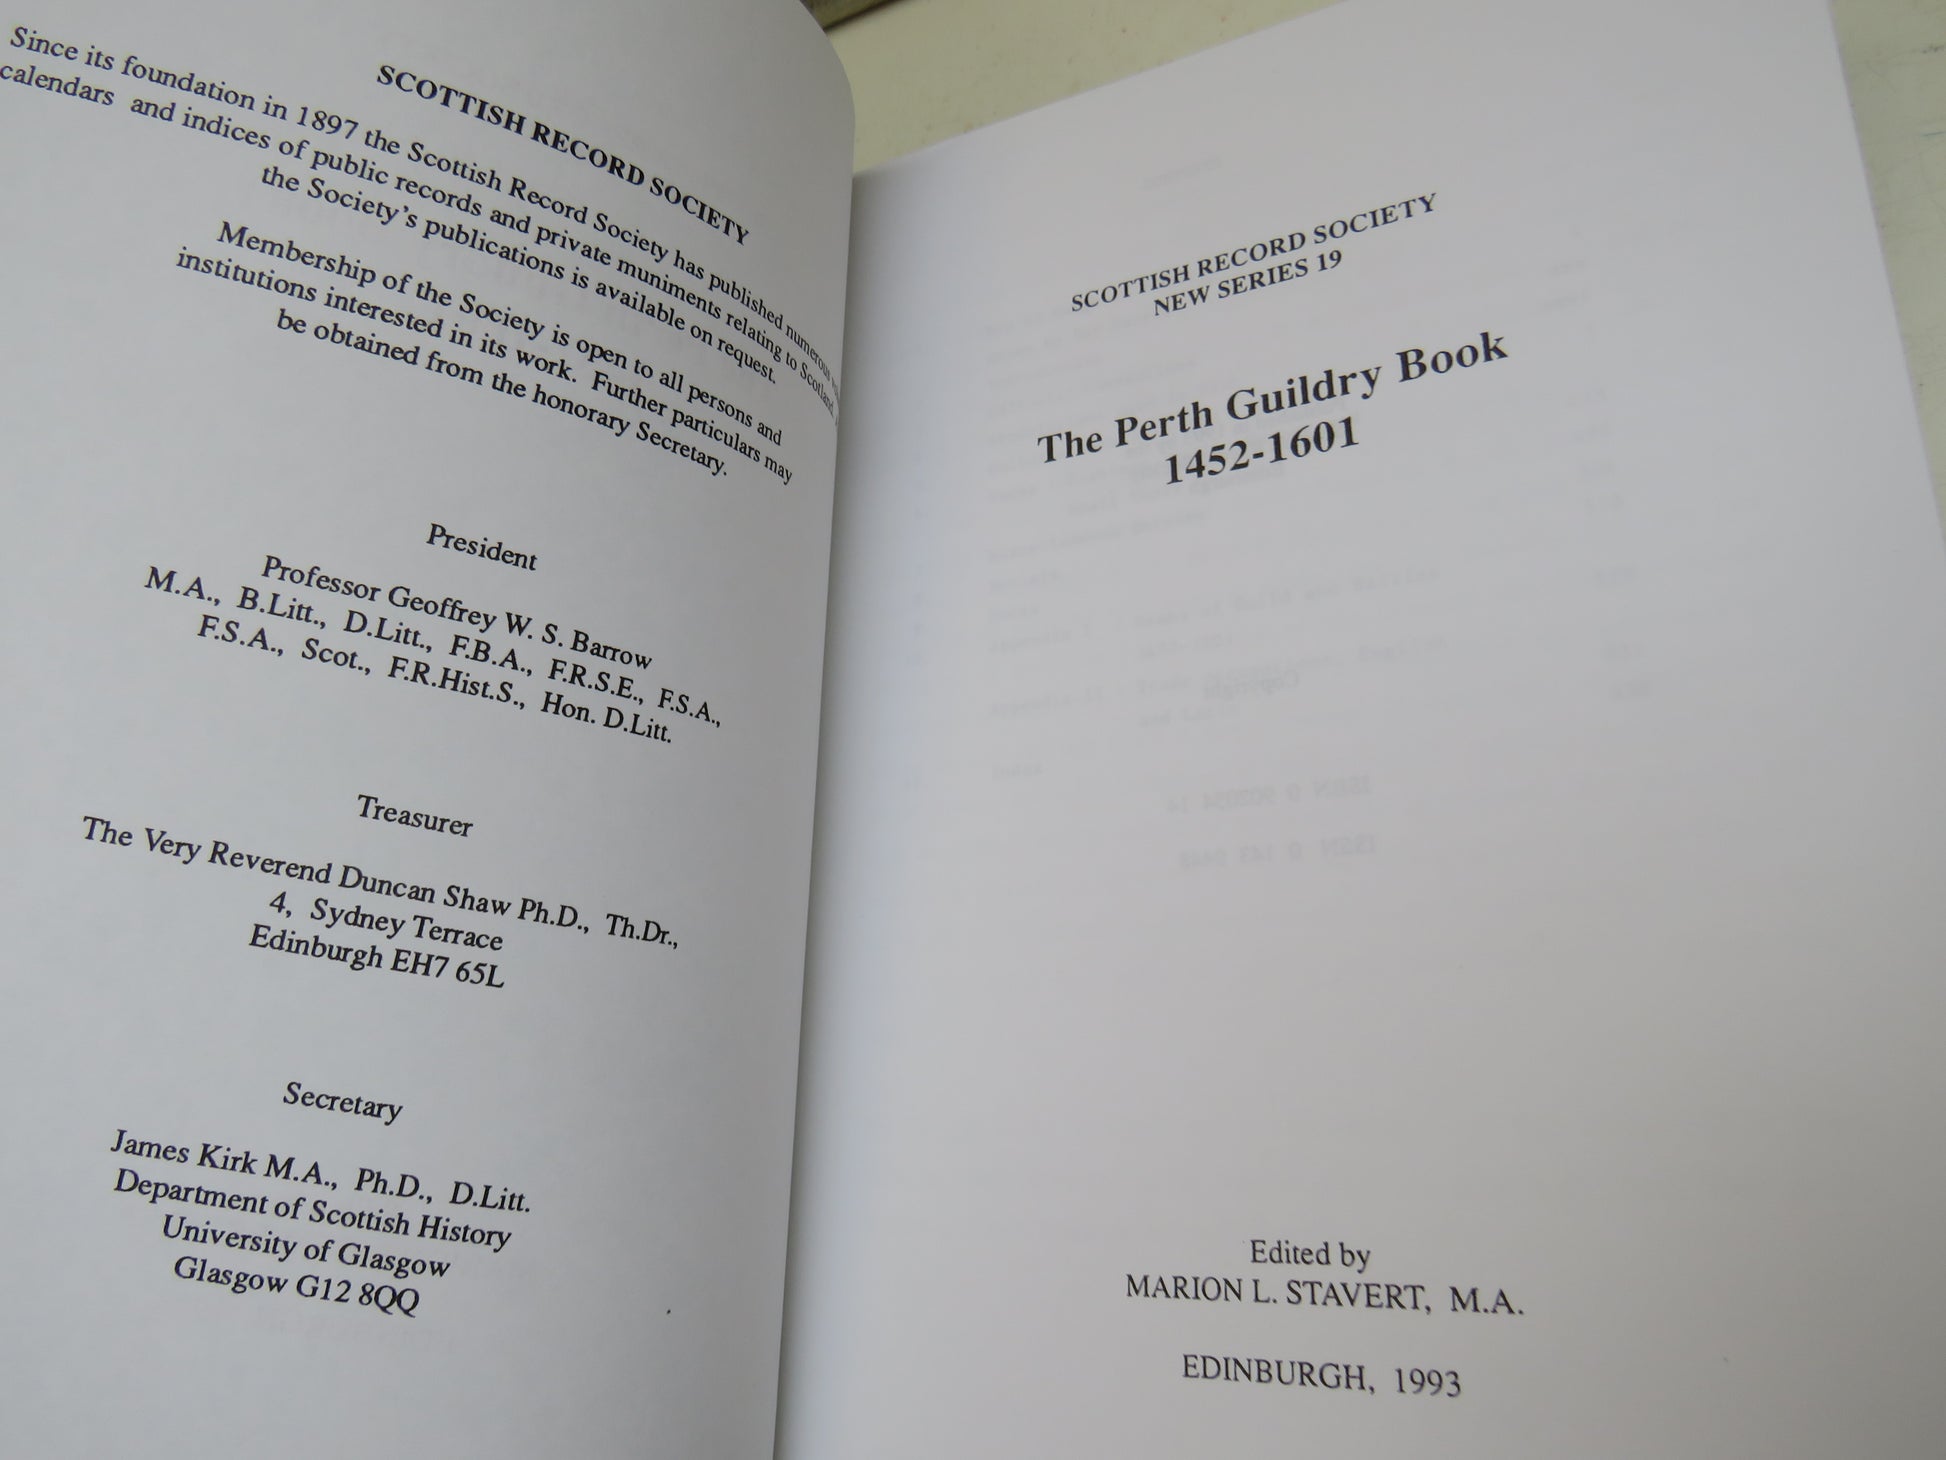 SCOTTISH RECORD SOCIETY
Since its foundation in 1897 the Scottish Record Society has published numerous
calendars and indices of public records and private muniments relating to Scotland
the Society's publications is available on request.
Membership of the Society is open to all persons and
institutions interested in its work. Further particulars may
be obtained from the honorary Secretary.
President
Professor Geoffrey W. S. Barrow
M.A., B.Litt., D.Litt., F.B.A., F.R.S.E., F.S.A.,
F.S.A., Scot., F.R.Hist.S., Hon. D.Litt.
Treasurer
The Very Reverend Duncan Shaw Ph.D., Th.Dr.,
4, Sydney Terrace
Edinburgh EH7 65L
Secretary
James Kirk M.A., Ph.D., D.Litt.
Department of Scottish History
University of Glasgow
Glasgow G12 8QQ
SCOTTISH RECORD SOCIETY
NEW SERIES 19
The Perth Guildry Book
1452-1601
Edited by
MARION L. STAVERT, M.A.
EDINBURGH, 1993